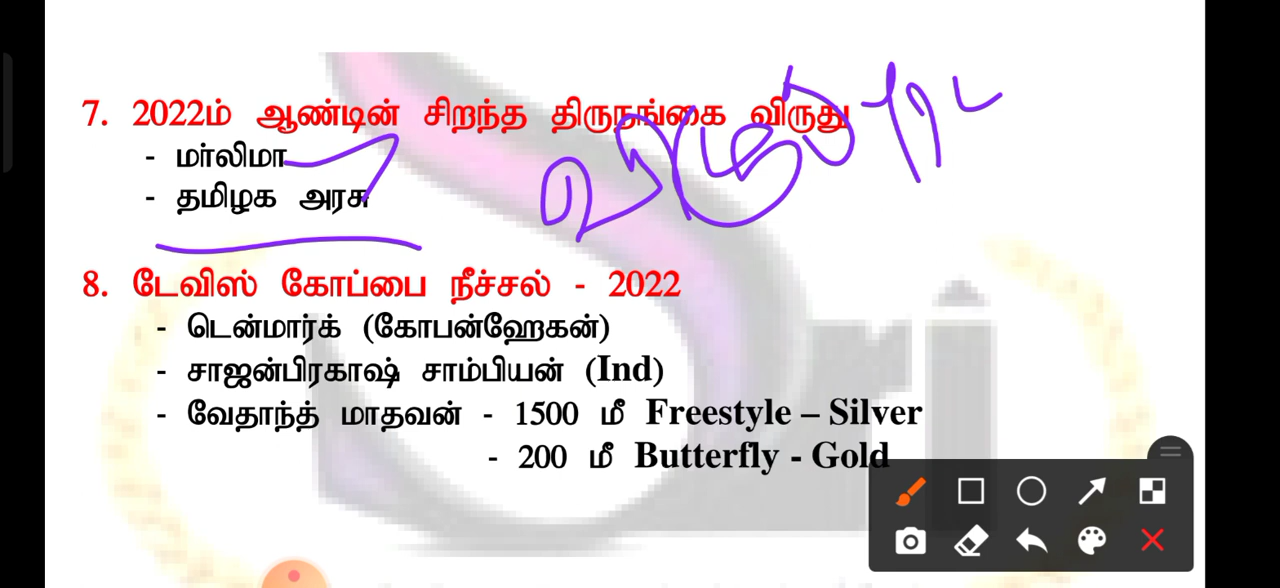 7. 2022ம் ஆண்டின் சிறந்த திருநங்கை விருது
- மர்லிமா
- தமிழக அரசு
8. டேவிஸ் கோப்பை நீச்சல் - 2022
- டென்மார்க் (கோபன்ஹேகன்)
- சாஜன்பிரகாஷ் சாம்பியன் (Ind)
- வேதாந்த் மாதவன் - 1500 மீ Freestyle – Silver
- 200 மீ Butterfly - Gold